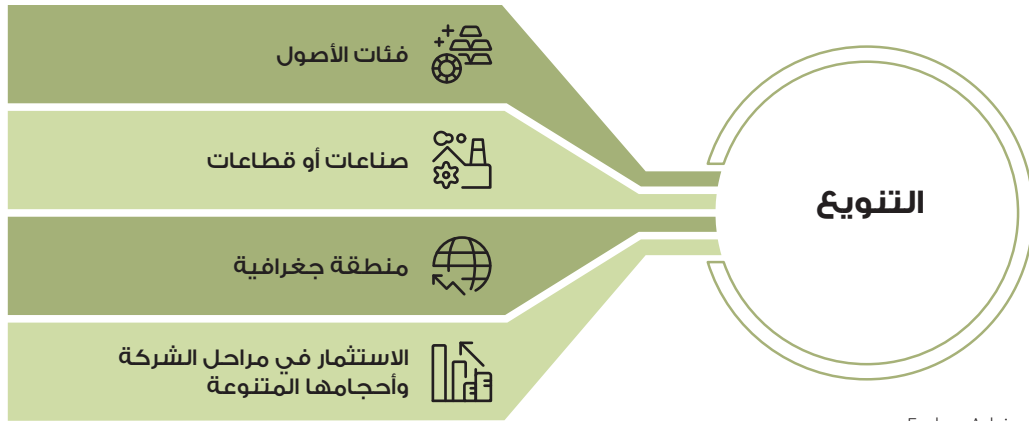 فئات الأصول
صناعات أو قطاعات
التنويع
منطقة جغرافية
الاستثمار في مراحل الشركة
وأحجامها المتنوعة